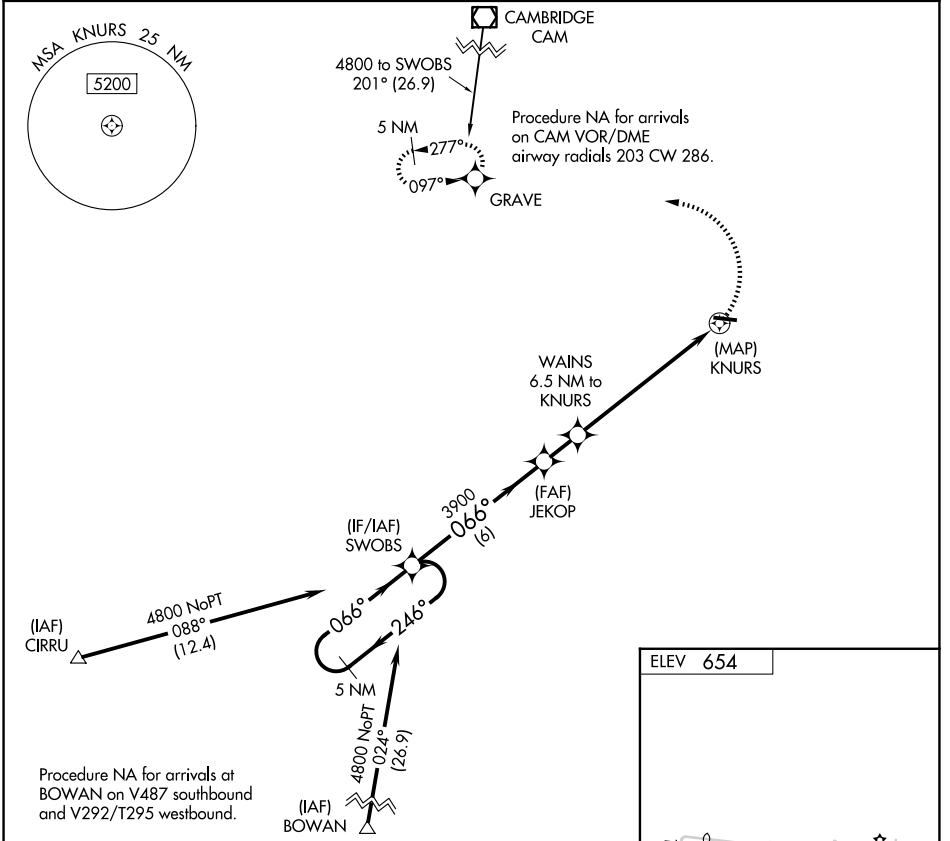 MSA KNURS 25 NM
5200
CAMBRIDGE
CAM
4800 to SWOBS
201° (26.9)
Procedure NA for arrivals
on CAM VOR/DME
airway radials 203 CW 286.
5 NM
277°
097°
GRAVE
(MAP)
KNURS
WAINS
6.5 NM to
KNURS
(FAF)
JEKOP
3900
066°
(6)
(IF/IAF)
SWOBS
066°
246°
5 NM
4800 NoPT
088°
(12.4)
(IAF)
CIRRU
4800 NoPT
024°
(26.9)
(IAF)
BOWAN
Procedure NA for arrivals at
BOWAN on V487 southbound
and V292/T295 westbound.
ELEV 654